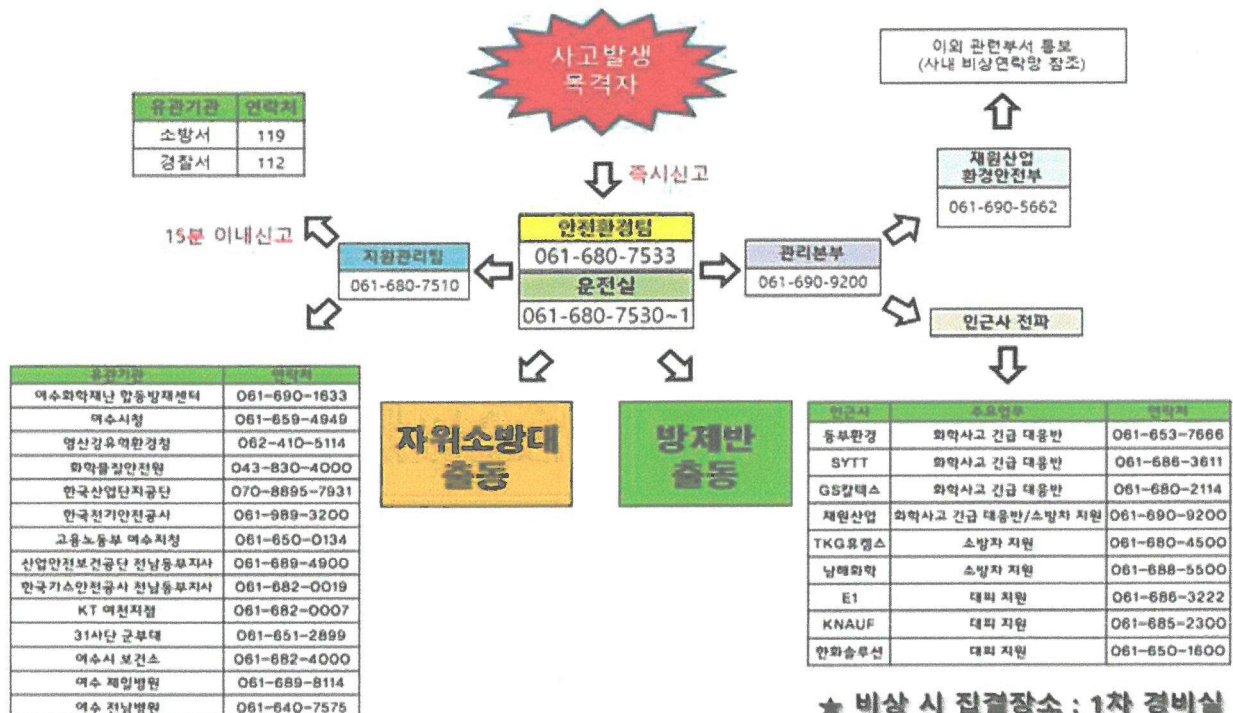 사고발생
목격자
이외 관련부서 통보
(사내 비상연락망 참조)
유관기관 연락처
소방서 119
경찰서 112
즉시신고
재원산업
환경안전부
061-690-5662
15분 이내신고
안전환경팀
061-680-7533
운전실
061-680-7530~1
지원관리팀
061-680-7510
관리본부
061-690-9200
인근사 전파
유관기관 연락처
여수화학재난 합동방재센터 061-690-1633
여수시청 061-659-4949
영산강유역환경청 062-410-5114
화학물질안전원 043-830-4000
한국산업단지공단 070-8895-7931
한국전기안전공사 061-989-3200
고용노동부 여수지청 061-650-0134
산업안전보건공단 전남동부지사 061-689-4900
한국가스안전공사 전남동부지사 061-682-0019
KT 여천지점 061-682-0007
31사단 군부대 061-651-2899
여수시 보건소 061-682-4000
여수 제일병원 061-689-8114
여수 전남병원 061-640-7575
자위소방대
출동
방제반
출동
인근사 주요업무 연락처
동부환경 화학사고 긴급 대응반 061-653-7666
SYTT 화학사고 긴급 대응반 061-686-3611
GS칼텍스 화학사고 긴급 대응반 061-680-2114
재원산업 화학사고 긴급 대응반/소방차 지원 061-690-9200
TKG휴켐스 소방차 지원 061-680-4500
남해화학 소방차 지원 061-688-5500
E1 대피 지원 061-686-3222
KNAUF 대피 지원 061-685-2300
한화솔루션 대피 지원 061-650-1600
★ 비상 시 집결장소 : 1차 경비실